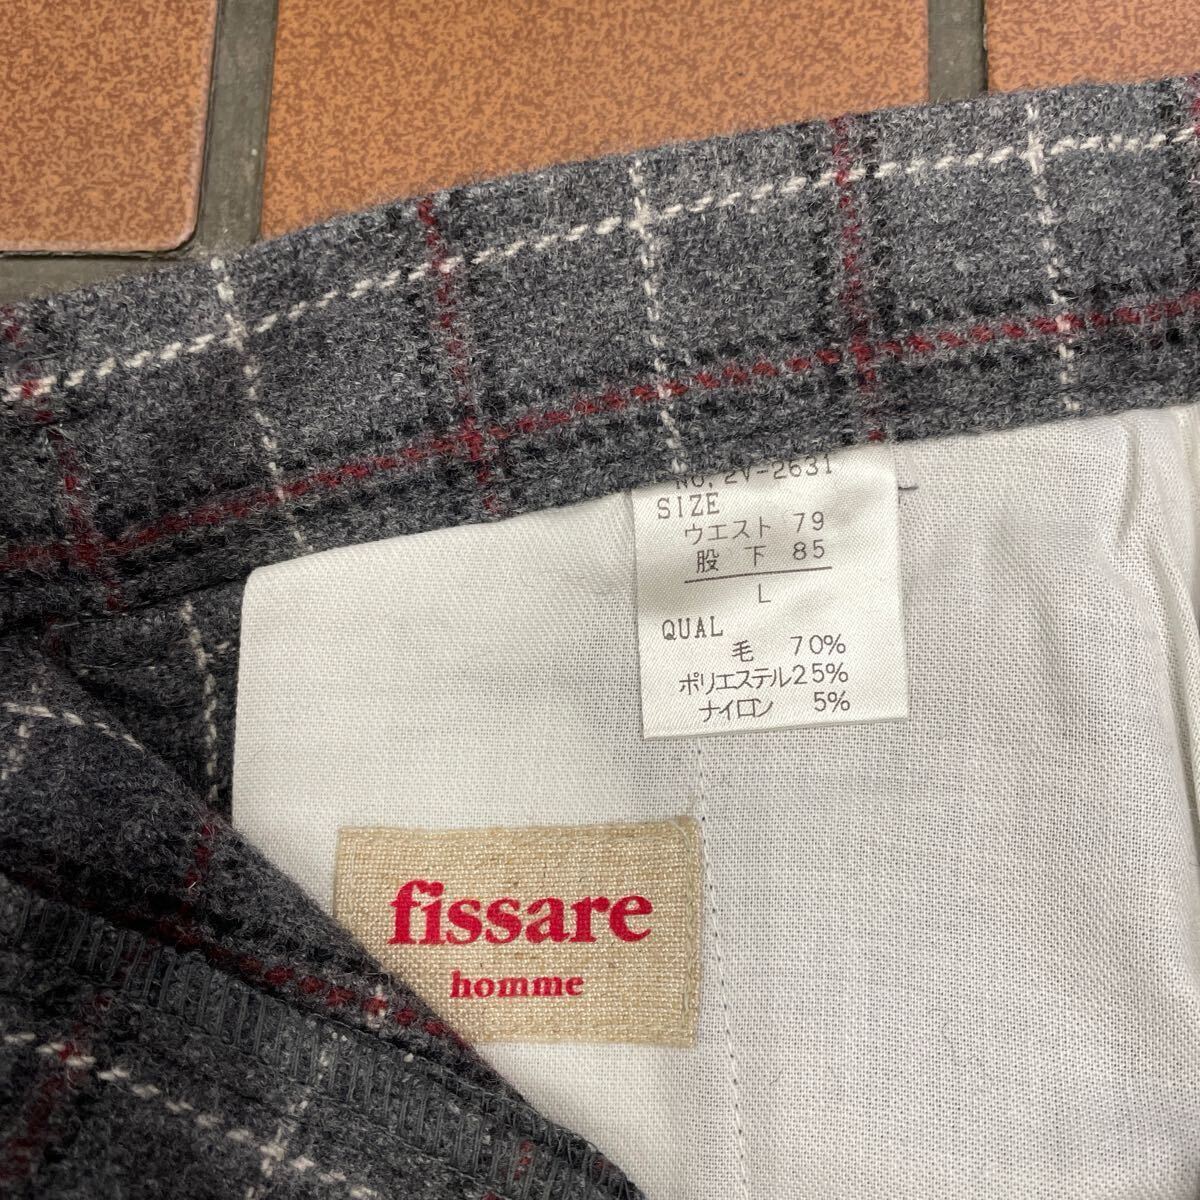 NO, 2V-2631
SIZE
ウエスト 79
股 下 85
L
QUAL
毛 70%
ポリエステル25%
ナイロン 5%
fissare
homme